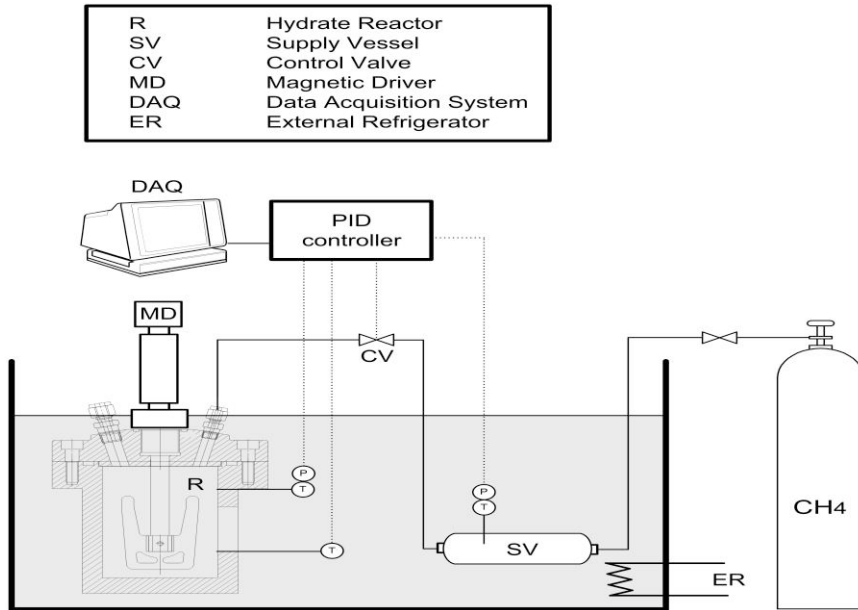 R Hydrate Reactor
SV Supply Vessel
CV Control Valve
MD Magnetic Driver
DAQ Data Acquisition System
ER External Refrigerator
DAQ
PID
controller
MD
CV
R
P
T
P
T
T
SV
CH4
ER